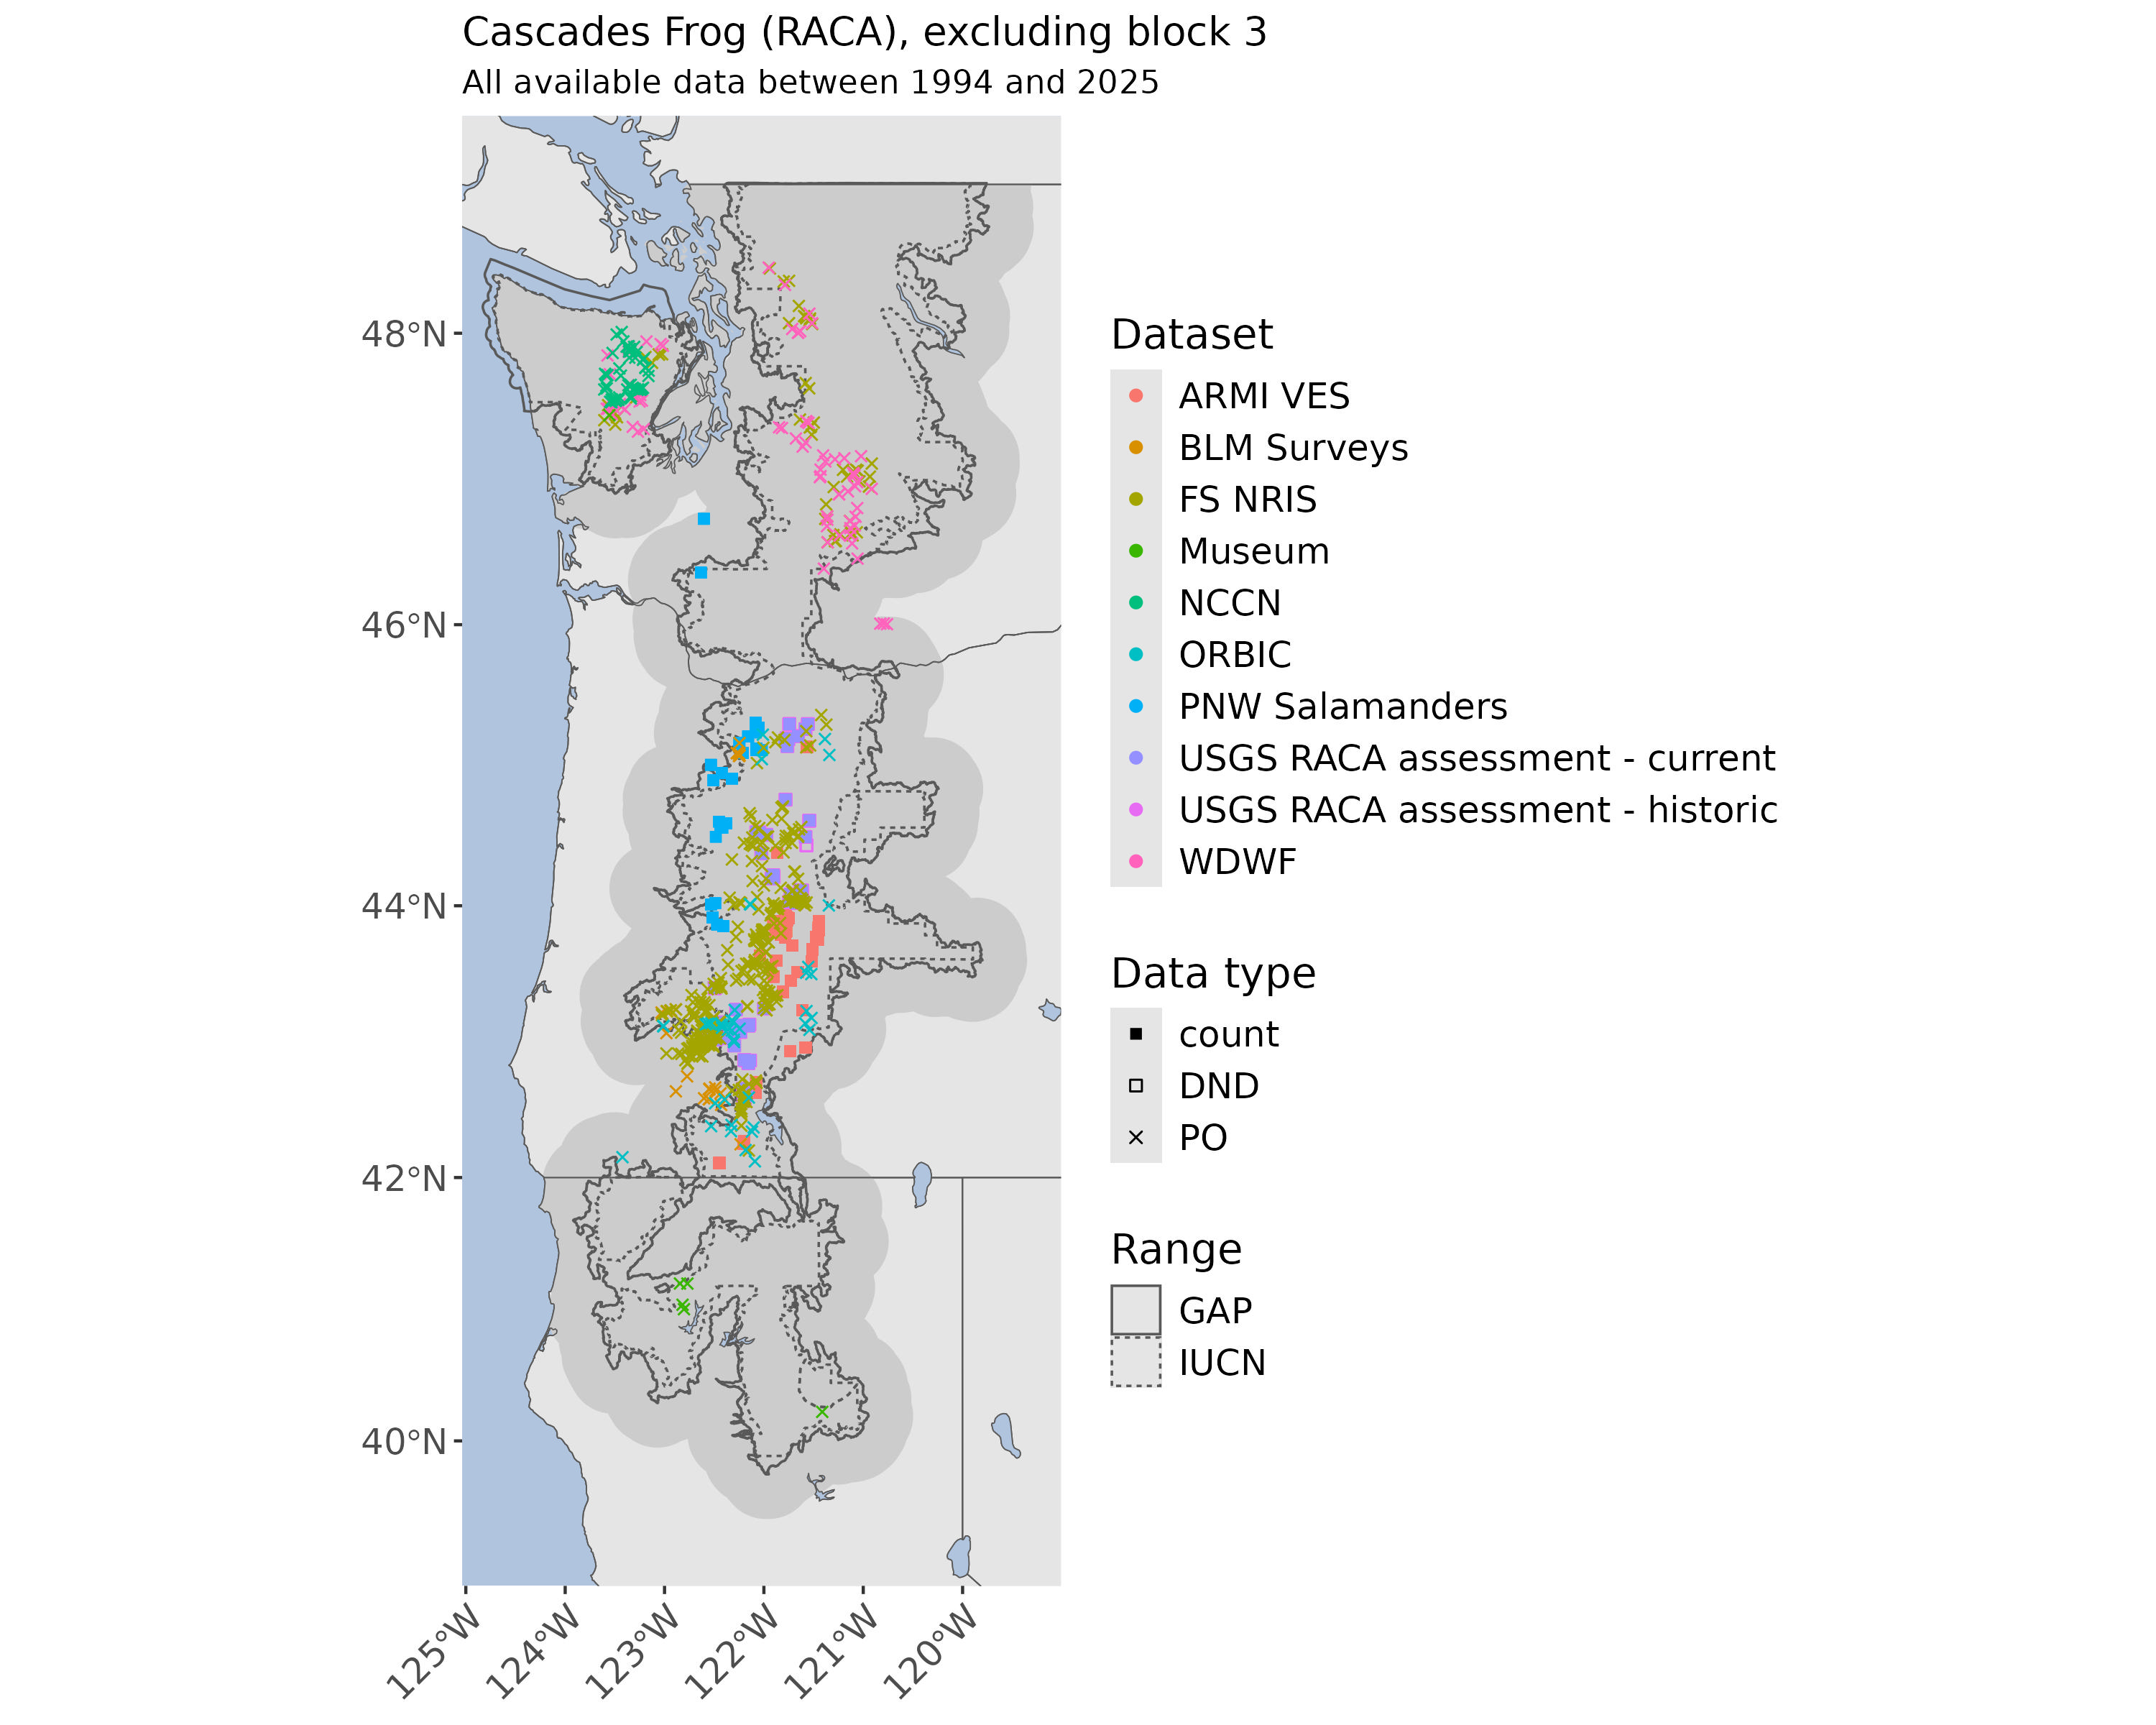 Cascades Frog (RACA), excluding block 3
All available data between 1994 and 2025
48°N
46°N
44°N
42°N
40°N
125°W
124°W
123°W
122°W
121°W
120°W
Dataset
ARMI VES
BLM Surveys
FS NRIS
Museum
NCCN
ORBIC
PNW Salamanders
USGS RACA assessment - current
USGS RACA assessment - historic
WDWF
Data type
count
DND
PO
Range
GAP
IUCN